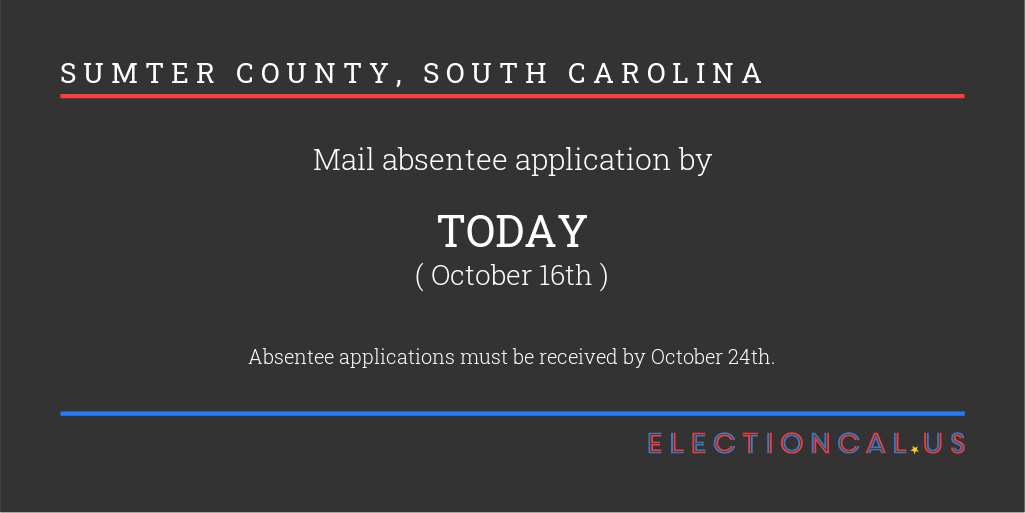 SUMTER COUNTY, SOUTH CAROLINA
Mail absentee application by
TODAY
( October 16th )
Absentee applications must be received by October 24th.
ELECTIONCAL.US